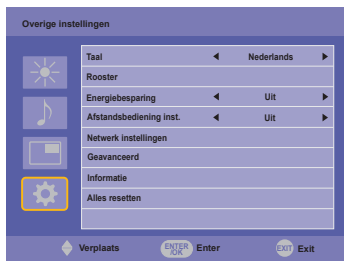 Overige instellingen
Taal Nederlands
Rooster
Energiebesparing Uit
Afstandsbediening inst. Uit
Netwerk instellingen
Geavanceerd
Informatie
Alles resetten
Verplaats ENTER /OK Enter EXIT Exit